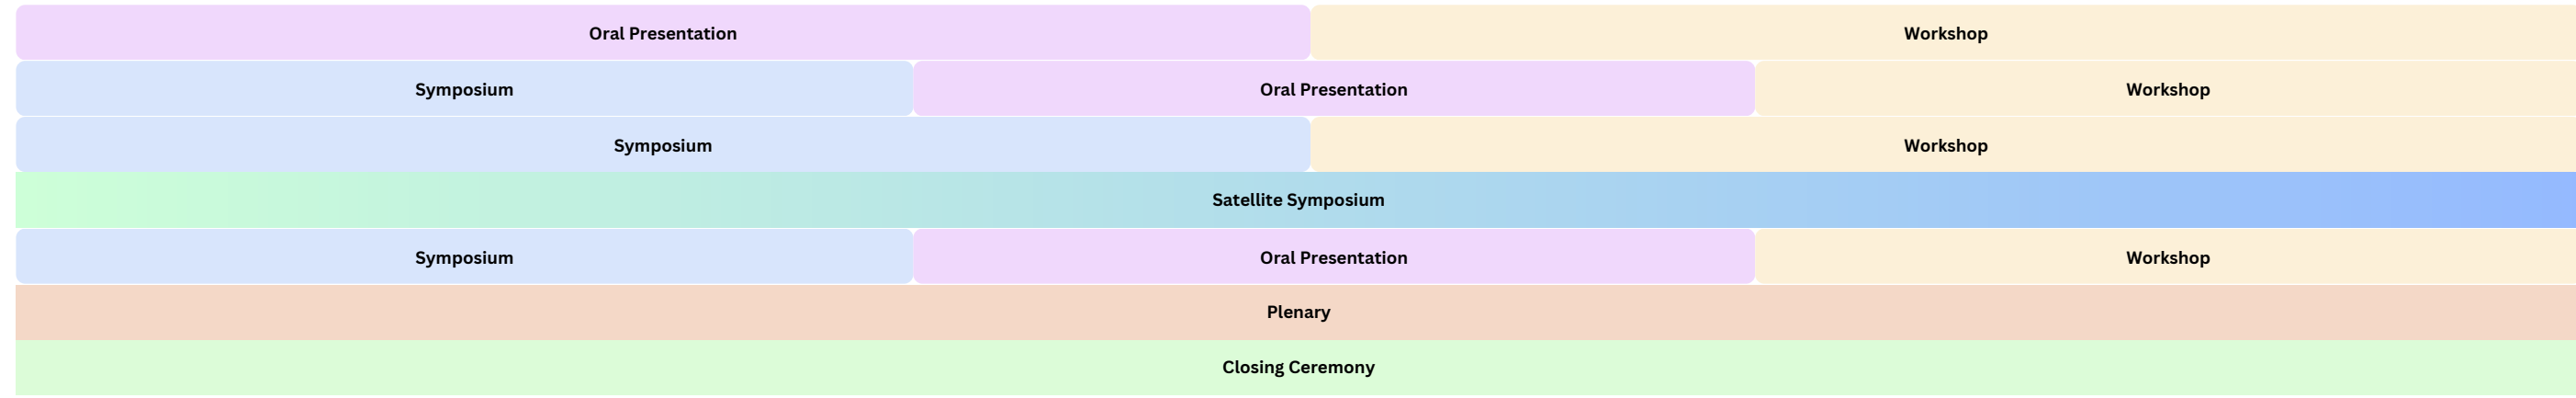 Oral Presentation Workshop
Symposium Oral Presentation Workshop
Symposium Workshop
Satellite Symposium
Symposium Oral Presentation Workshop
Plenary
Closing Ceremony